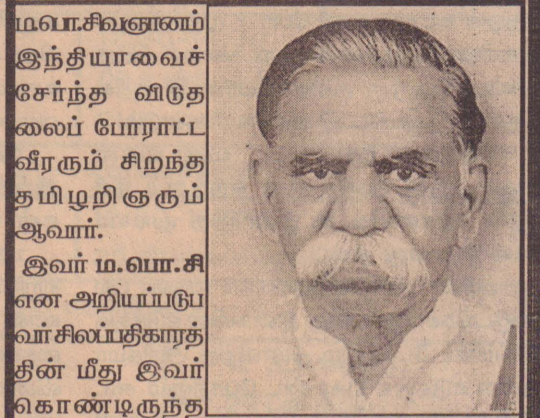 ம.பொ.சிவஞானம்
இந்தியாவைச்
சேர்ந்த விடுத
லைப் போராட்ட
வீரரும் சிறந்த
தமிழறிஞரும்
ஆவார்.
இவர் ம.பொ.சி
என அறியப்படுப
வர்சிலப்பதிகாரத்
தின் மீது இவர்
கொண்டிருந்த